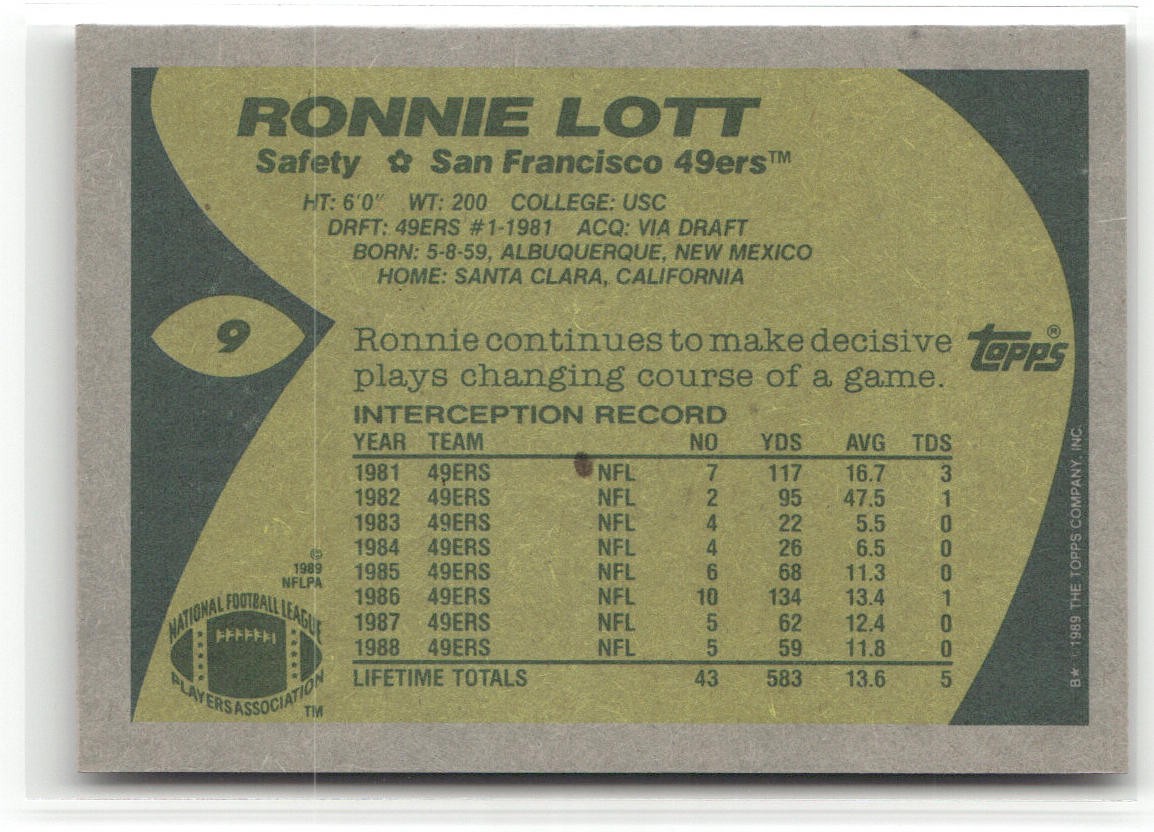 RONNIE LOTT
Safety ✿ San Francisco 49ers™
HT: 6'0" WT: 200 COLLEGE: USC
DRFT: 49ERS #1-1981 ACQ: VIA DRAFT
BORN: 5-8-59, ALBUQUERQUE, NEW MEXICO
HOME: SANTA CLARA, CALIFORNIA
9
Ronnie continues to make decisive
plays changing course of a game.
topps®
INTERCEPTION RECORD
YEAR TEAM NO YDS AVG TDS
1981 49ERS NFL 7 117 16.7 3
1982 49ERS NFL 2 95 47.5 1
1983 49ERS NFL 4 22 5.5 0
1984 49ERS NFL 4 26 6.5 0
1985 49ERS NFL 6 68 11.3 0
1986 49ERS NFL 10 134 13.4 1
1987 49ERS NFL 5 62 12.4 0
1988 49ERS NFL 5 59 11.8 0
LIFETIME TOTALS 43 583 13.6 5
©
1989
NFLPA
NATIONAL FOOTBALL LEAGUE
PLAYERS ASSOCIATION
TM
B* ©1989 THE TOPPS COMPANY, INC.